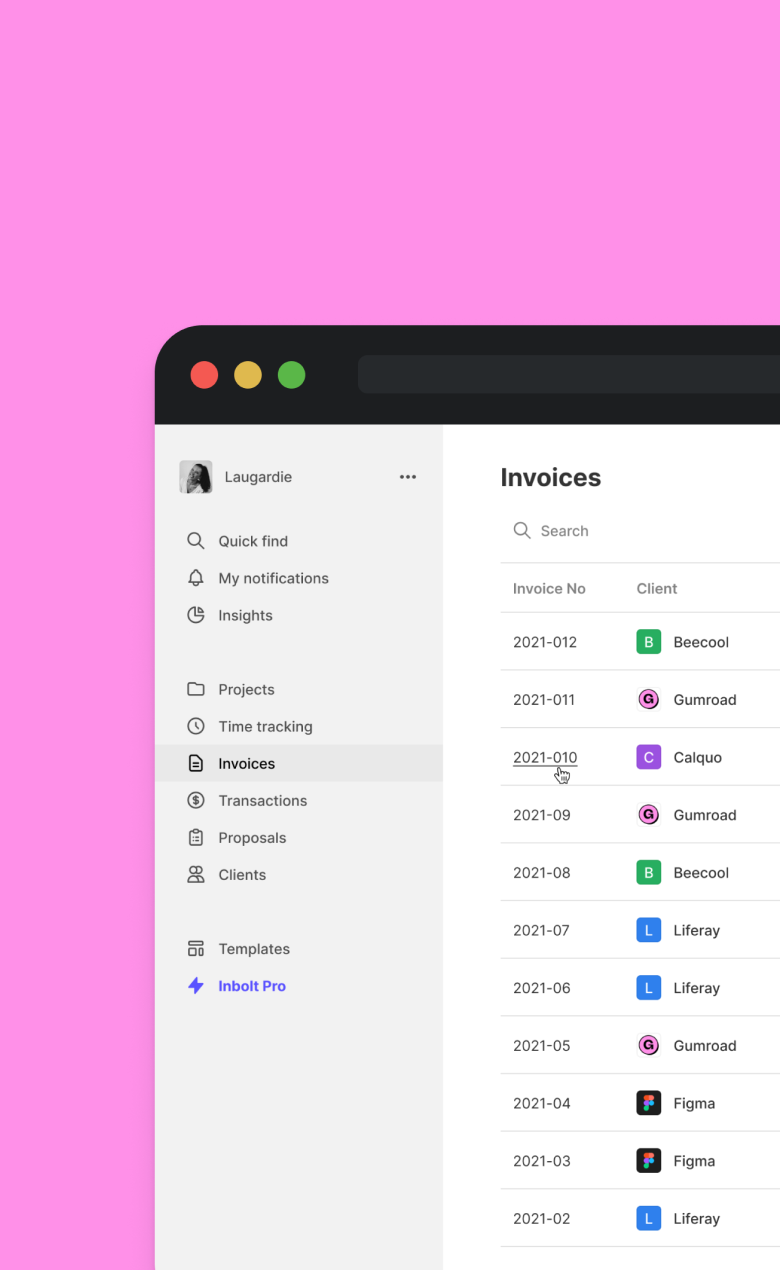 Laugardie
Quick find
My notifications
Insights
Projects
Time tracking
Invoices
Transactions
Proposals
Clients
Templates
Inbolt Pro
Invoices
Search
Invoice No Client
2021-012 B Beecool
2021-011 G Gumroad
2021-010 C Calquo
2021-09 G Gumroad
2021-08 B Beecool
2021-07 L Liferay
2021-06 L Liferay
2021-05 G Gumroad
2021-04 Figma
2021-03 Figma
2021-02 L Liferay